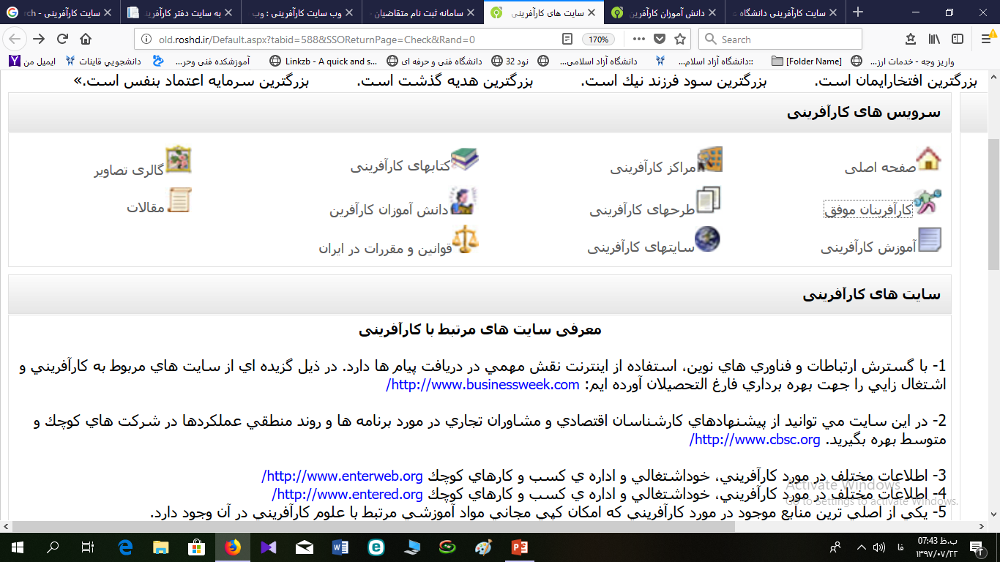 سایت کارآفرینی - rch
به سایت دفتر کارآفرینی
وب سایت کارآفرینی : وب
سامانه ثبت نام متقاضیان -
سایت های کارآفرینی
دانش آموزان کارآفرین
سایت کارآفرینی دانشگاه
old.roshd.ir/Default.aspx?tabid=588&SSOReturnPage=Check&Rand=0
170%
Search
ایمیل من
دانشجویی قاینات
آموزشکده فنی وحر...
Linkzb - A quick and s...
دانشگاه فنی و حرفه ای
نود 32
دانشگاه آزاد اسلامی...
::دانشگاه آزاد اسلام...
[Folder Name]
واریز وجه - خدمات ارز...
بزرگترین افتخارایمان است. بزرگترین سود فرزند نیك است. بزرگترین هدیه گذشت است. بزرگترین سرمایه اعتماد بنفس است.»
سرویس های کارآفرینی
صفحه اصلی
مراکز کارآفرینی
کتابهای کارآفرینی
گالری تصاویر
کارآفرینان موفق
طرحهای کارآفرینی
دانش آموزان کارآفرین
مقالات
آموزش کارآفرینی
سایتهای کارآفرینی
قوانین و مقررات در ایران
سایت های کارآفرینی
معرفی سایت های مرتبط با کارآفرینی
1- با گسترش ارتباطات و فناوري هاي نوين، استفاده از اينترنت نقش مهمي در دريافت پيام ها دارد. در ذيل گزيده اي از سايت هاي مربوط به كارآفريني و
اشتغال زايي را جهت بهره برداري فارغ التحصيلان آورده ايم: http://www.businessweek.com/
2- در اين سايت مي توانيد از پيشنهادهاي كارشناسان اقتصادي و مشاوران تجاري در مورد برنامه ها و روند منطقي عملكردها در شركت هاي كوچك و
متوسط بهره بگيريد. http://www.cbsc.org/
3- اطلاعات مختلف در مورد كارآفريني، خوداشتغالي و اداره ي كسب و كارهاي كوچك http://www.enterweb.org/
4- اطلاعات مختلف در مورد كارآفريني، خوداشتغالي و اداره ي كسب و كارهاي كوچك http://www.entered.org/
5- يكي از اصلي ترين منابع موجود در مورد كارآفريني كه امكان كپي مجاني مواد آموزشي مرتبط با علوم كارآفريني در آن وجود دارد.
Activate Windows
Go to Settings to activate Windows.
فا
07:43 ب.ظ
۱۳۹۷/۰۷/۲۲